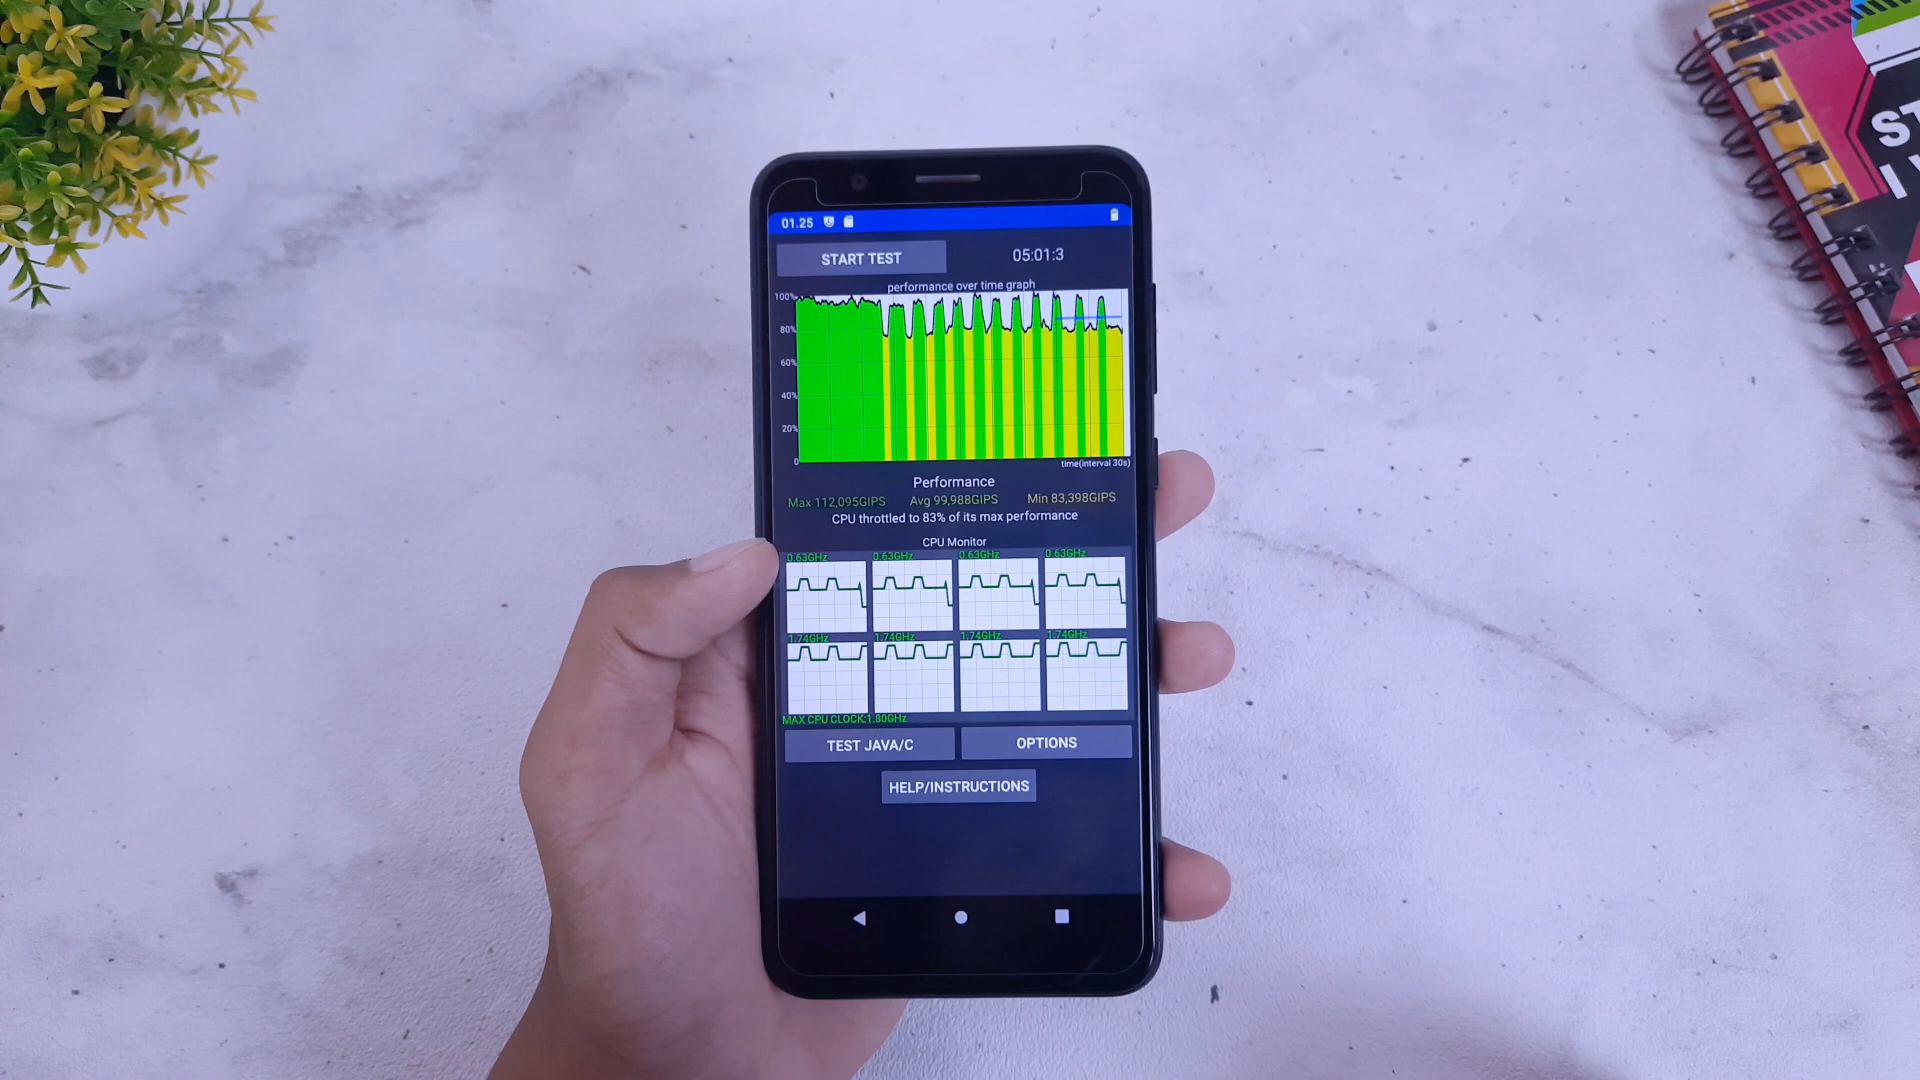 01.25
START TEST 05:01:3
performance over time graph
100%
80%
60%
40%
20%
0
time(interval 30s)
Performance
Max 112,095GIPS Avg 99,988GIPS Min 83,398GIPS
CPU throttled to 83% of its max performance
CPU Monitor
0.63GHz 0.63GHz 0.63GHz 0.63GHz
1.74GHz 1.74GHz 1.74GHz 1.74GHz
MAX CPU CLOCK:1.80GHz
TEST JAVA/C OPTIONS
HELP/INSTRUCTIONS